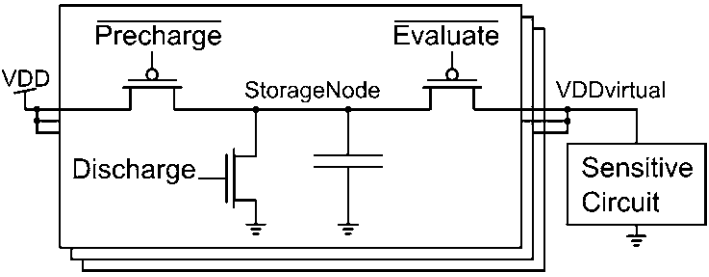 Precharge
Evaluate
VDD
StorageNode
VDDvirtual
Discharge
Sensitive
Circuit